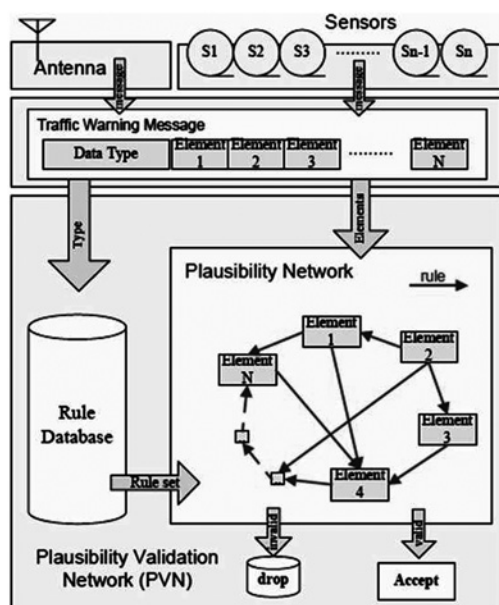 Sensors
Antenna
S1 S2 S3 ......... Sn-1 Sn
message
message
Traffic Warning Message
Data Type
Element 1
Element 2
Element 3
.........
Element N
Type
Elements
Plausibility Network
rule
Element 1
Element 2
Element N
Element 3
Element 4
Rule Database
Rule set
invalid
valid
Plausibility Validation
Network (PVN)
drop
Accept